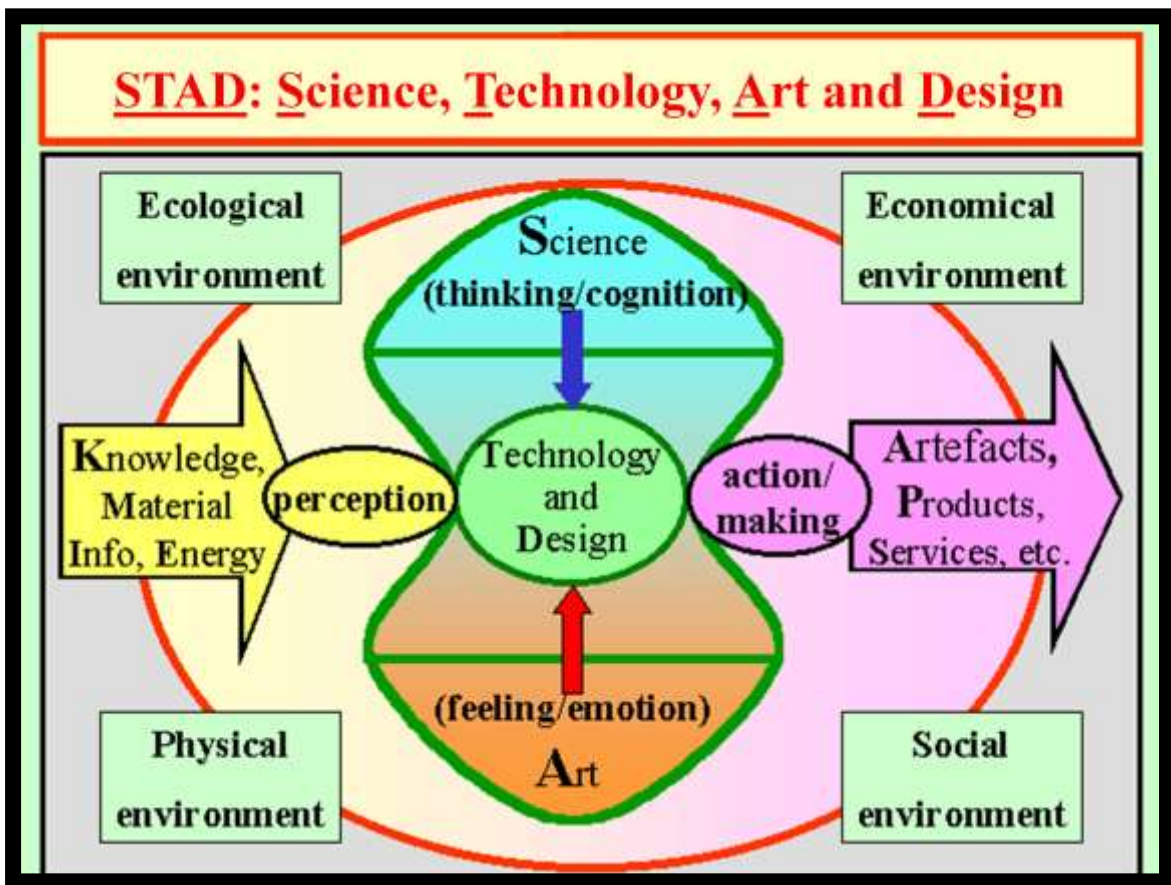 STAD: Science, Technology, Art and Design
Ecological
environment
Economical
environment
Science
(thinking/cognition)
Knowledge,
Material
Info, Energy
perception
Technology
and
Design
action/
making
Artefacts,
Products,
Services, etc.
(feeling/emotion)
Art
Physical
environment
Social
environment